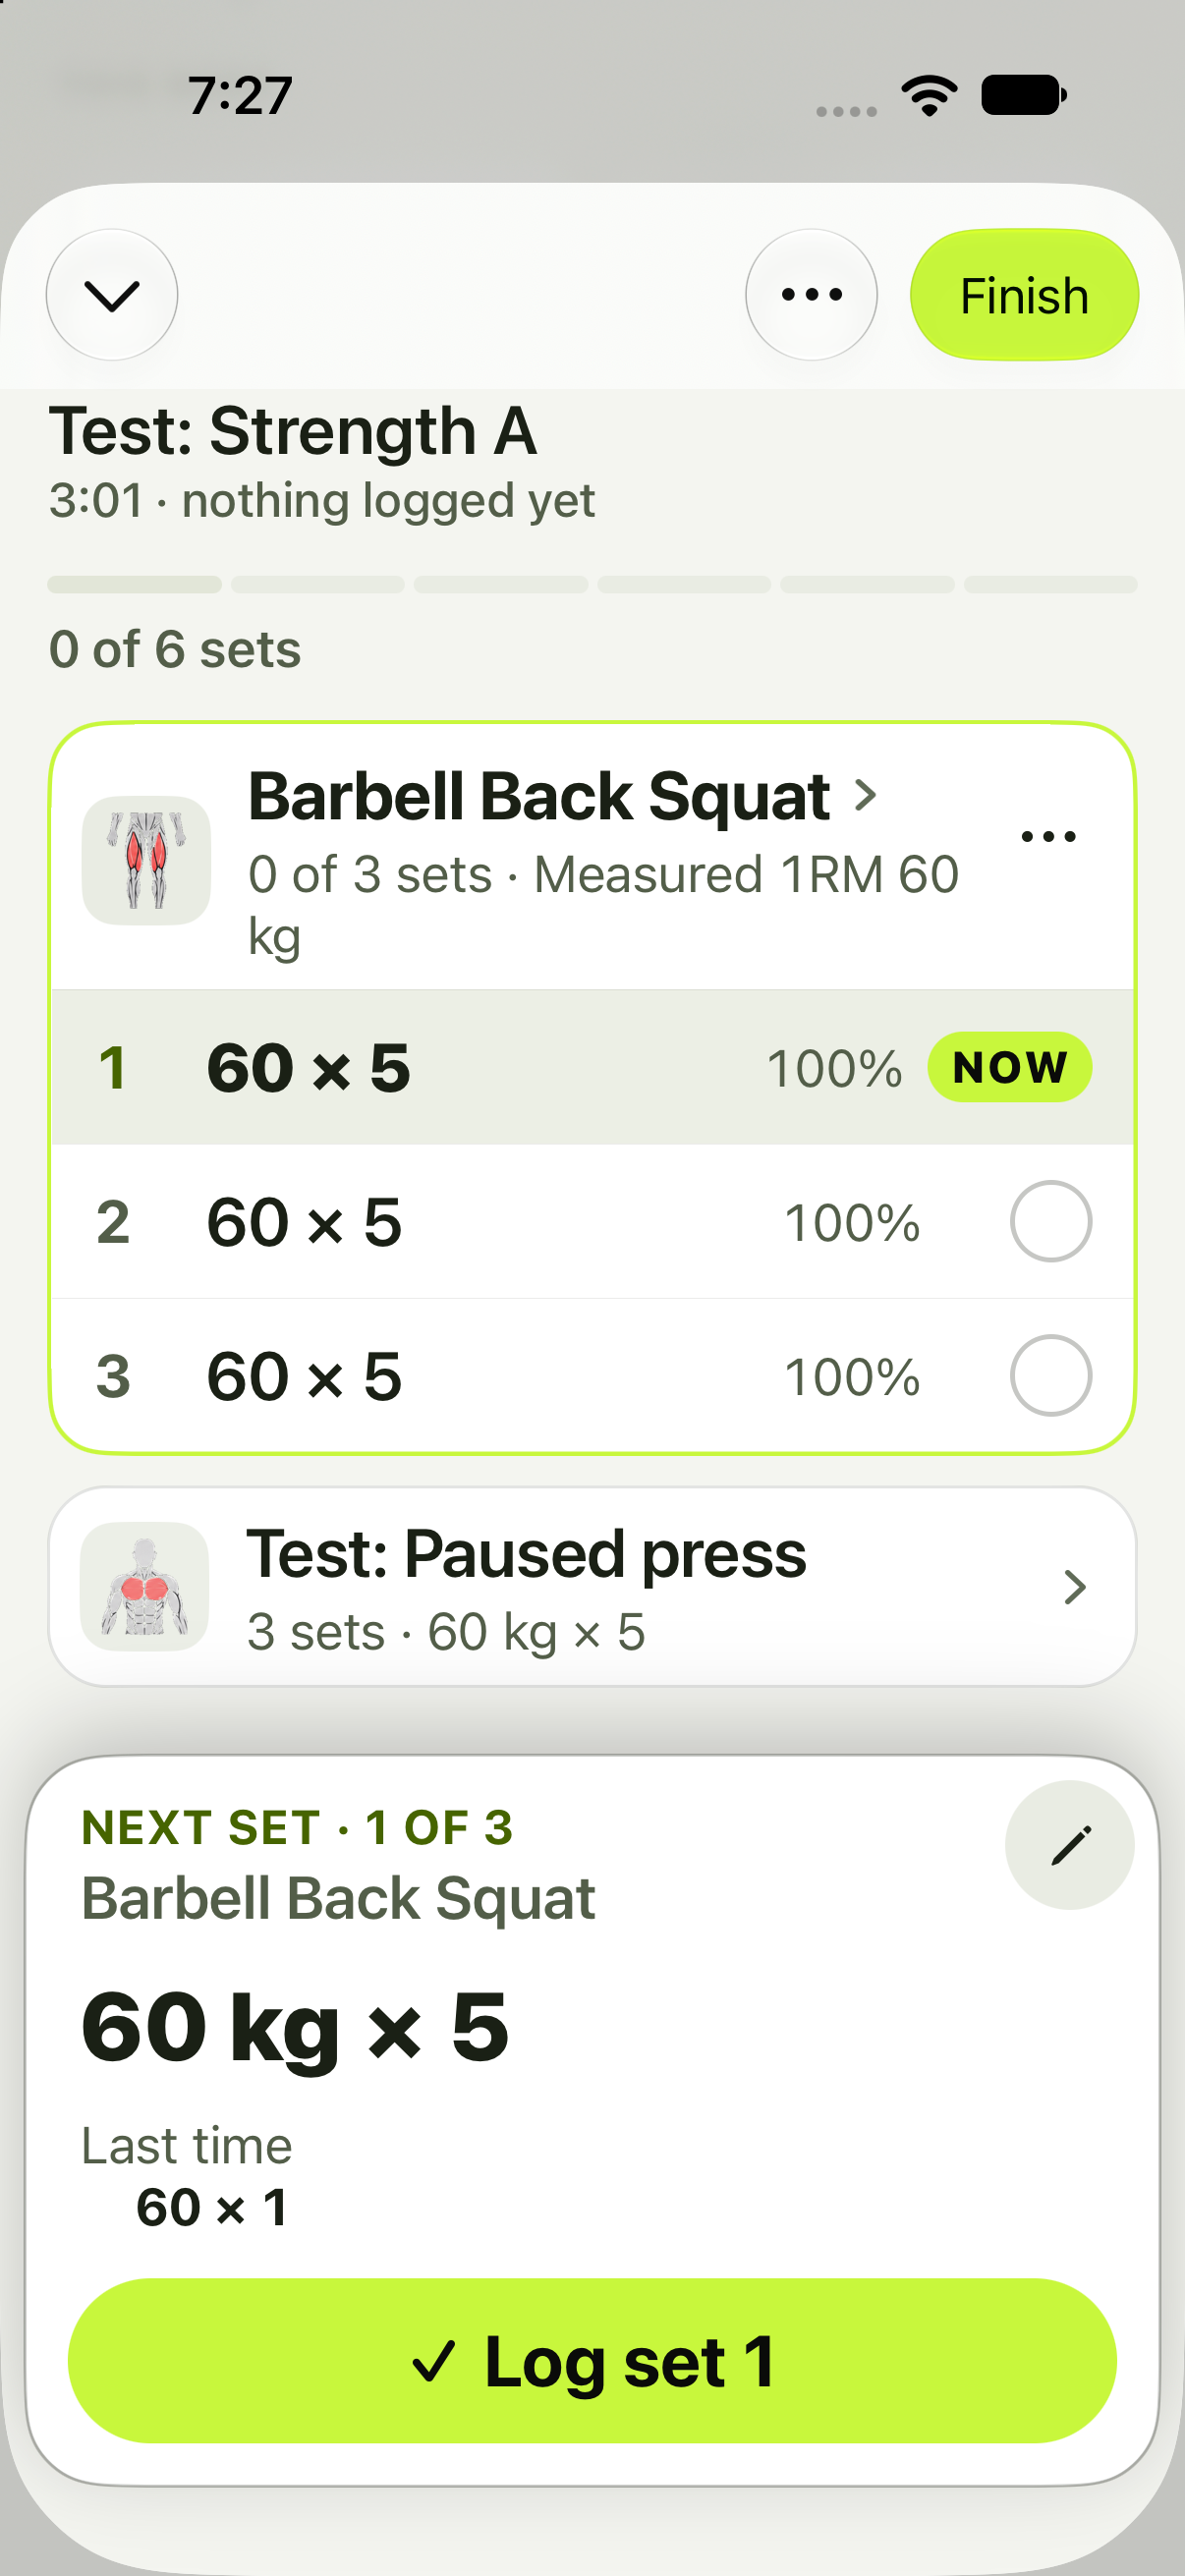 7:27
Finish
Test: Strength A
3:01 · nothing logged yet
0 of 6 sets
Barbell Back Squat
0 of 3 sets · Measured 1RM 60
kg
1 60 × 5 100% NOW
2 60 × 5 100%
3 60 × 5 100%
Test: Paused press
3 sets · 60 kg × 5
NEXT SET · 1 OF 3
Barbell Back Squat
60 kg × 5
Last time
60 × 1
Log set 1